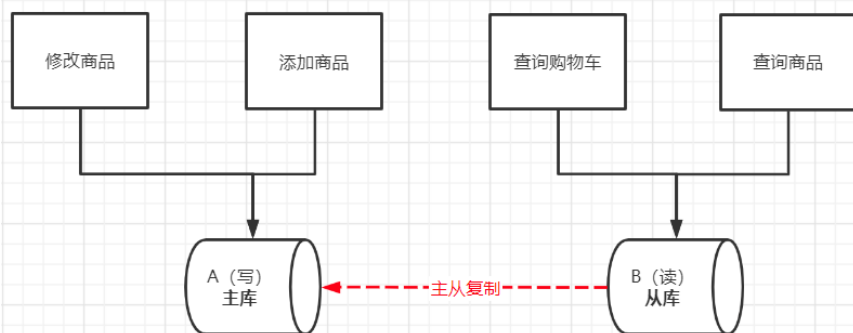 修改商品
添加商品
查询购物车
查询商品
A（写）
主库
主从复制
B（读）
从库